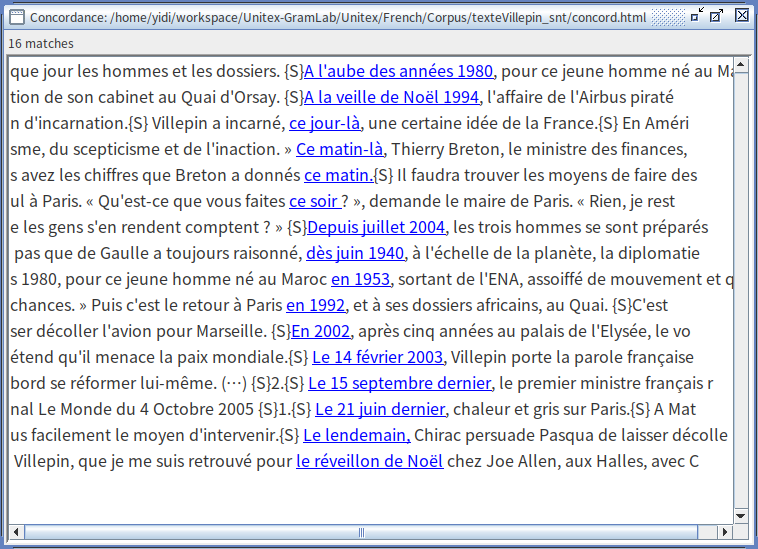 Concordance: /home/yidi/workspace/Unitex-GramLab/Unitex/French/Corpus/texteVillepin_snt/concord.html
16 matches
que jour les hommes et les dossiers. {S}A l'aube des années 1980, pour ce jeune homme né au Ma
tion de son cabinet au Quai d'Orsay. {S}A la veille de Noël 1994, l'affaire de l'Airbus piraté
n d'incarnation.{S} Villepin a incarné, ce jour-là, une certaine idée de la France.{S} En Améri
sme, du scepticisme et de l'inaction. » Ce matin-là, Thierry Breton, le ministre des finances,
s avez les chiffres que Breton a donnés ce matin.{S} Il faudra trouver les moyens de faire des
ul à Paris. « Qu'est-ce que vous faites ce soir ? », demande le maire de Paris. « Rien, je rest
e les gens s'en rendent comptent ? » {S}Depuis juillet 2004, les trois hommes se sont préparés
pas que de Gaulle a toujours raisonné, dès juin 1940, à l'échelle de la planète, la diplomatie
s 1980, pour ce jeune homme né au Maroc en 1953, sortant de l'ENA, assoiffé de mouvement et q
chances. » Puis c'est le retour à Paris en 1992, et à ses dossiers africains, au Quai. {S}C'est
ser décoller l'avion pour Marseille. {S}En 2002, après cinq années au palais de l'Elysée, le vo
étend qu'il menace la paix mondiale.{S} Le 14 février 2003, Villepin porte la parole française
bord se réformer lui-même. (⋯) {S}2.{S} Le 15 septembre dernier, le premier ministre français r
nal Le Monde du 4 Octobre 2005 {S}1.{S} Le 21 juin dernier, chaleur et gris sur Paris.{S} A Mat
us facilement le moyen d'intervenir.{S} Le lendemain, Chirac persuade Pasqua de laisser décolle
Villepin, que je me suis retrouvé pour le réveillon de Noël chez Joe Allen, aux Halles, avec C